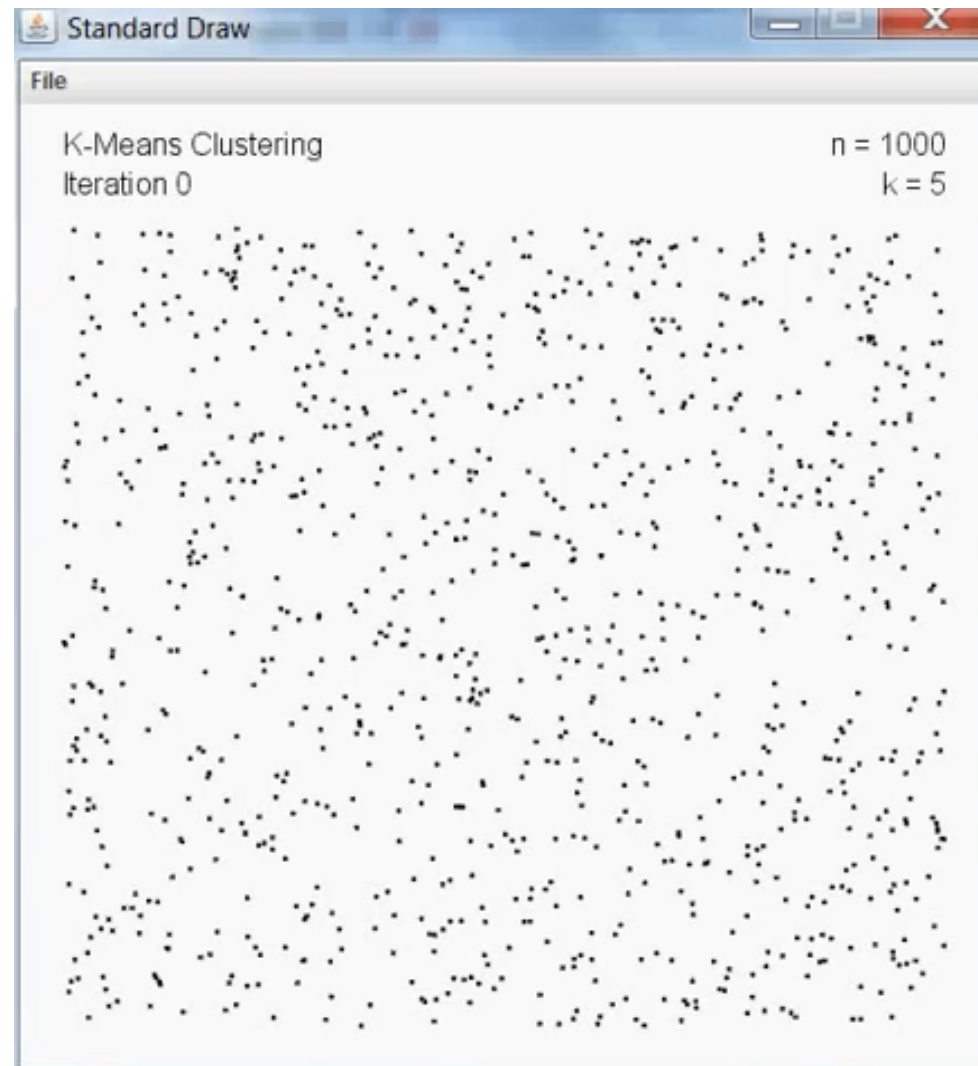 Standard Draw
File
K-Means Clustering
n = 1000
Iteration 0
k = 5